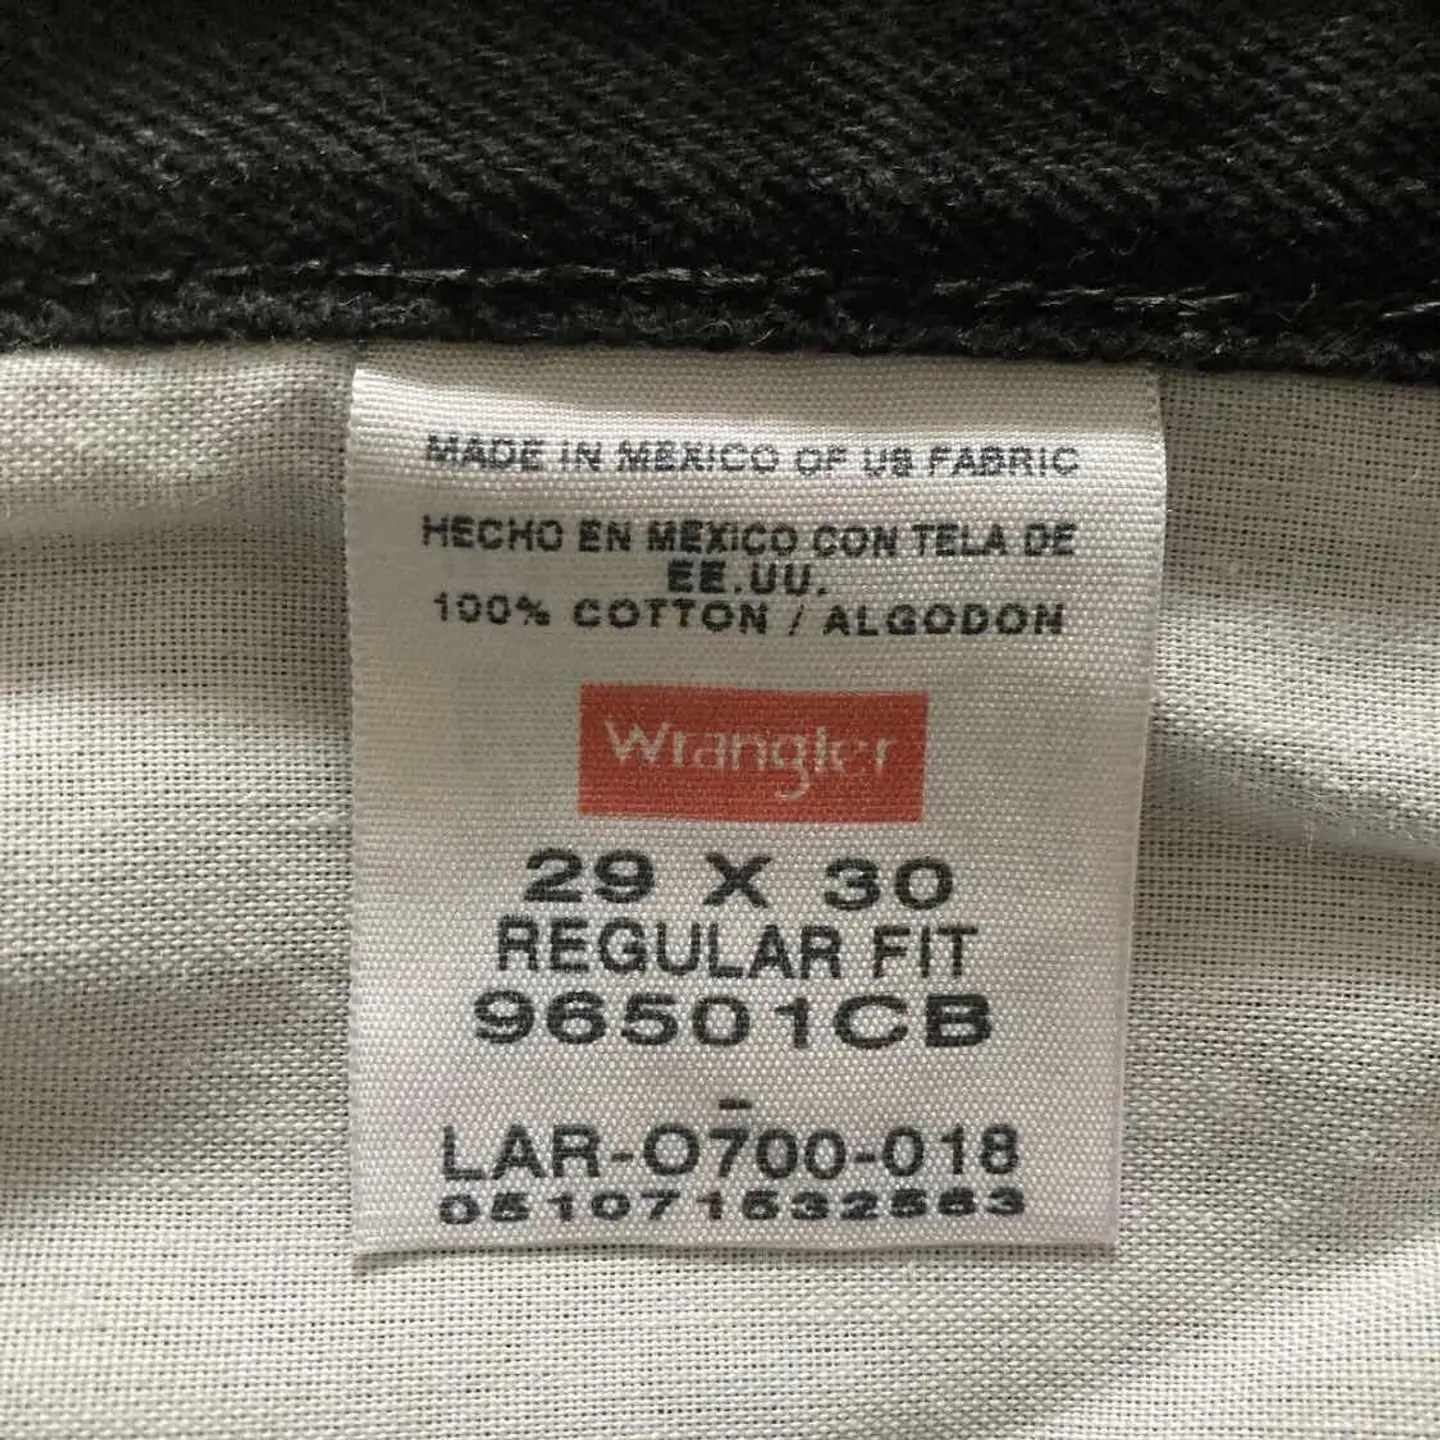 MADE IN MEXICO OF US FABRIC
HECHO EN MEXICO CON TELA DE
EE.UU.
100% COTTON / ALGODON
Wrangler
29 X 30
REGULAR FIT
96501CB
-
LAR-O700-018
051071532563